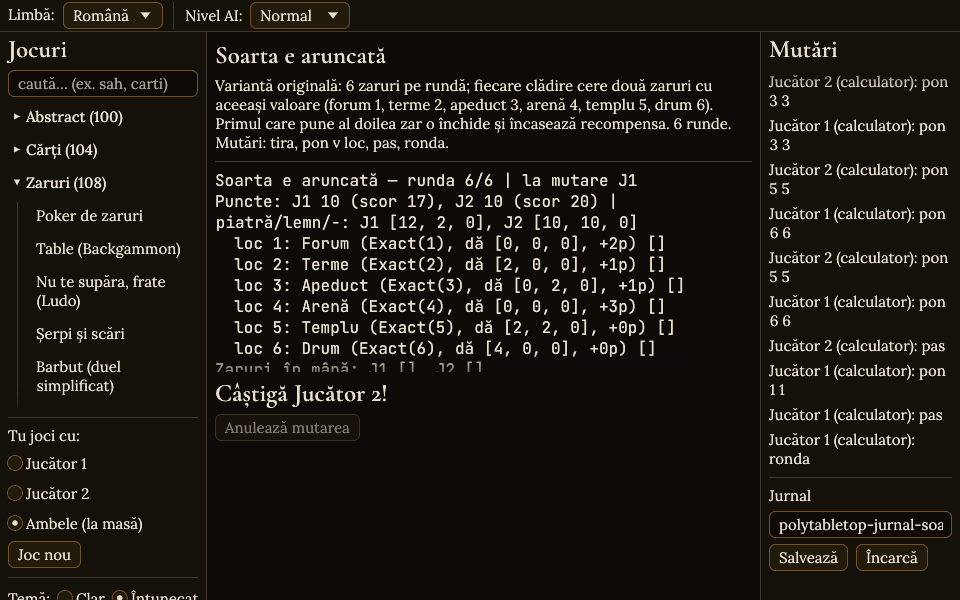 Limbă: Română ▼ Nivel AI: Normal ▼
Jocuri
caută... (ex. sah, carti)
▸ Abstract (100)
▸ Cărți (104)
▾ Zaruri (108)
Poker de zaruri
Table (Backgammon)
Nu te supăra, frate
(Ludo)
Șerpi și scări
Barbut (duel
simplificat)
Tu joci cu:
Jucător 1
Jucător 2
Ambele (la masă)
Joc nou
Temă: Clar Întunecat
Soarta e aruncată
Variantă originală: 6 zaruri pe rundă; fiecare clădire cere două zaruri cu
aceeași valoare (forum 1, terme 2, apeduct 3, arenă 4, templu 5, drum 6).
Primul care pune al doilea zar o închide și încasează recompensa. 6 runde.
Mutări: tira, pon v loc, pas, ronda.
Soarta e aruncată — runda 6/6 | la mutare J1
Puncte: J1 10 (scor 17), J2 10 (scor 20) |
piatră/lemn/-: J1 [12, 2, 0], J2 [10, 10, 0]
loc 1: Forum (Exact(1), dă [0, 0, 0], +2p) []
loc 2: Terme (Exact(2), dă [2, 0, 0], +1p) []
loc 3: Apeduct (Exact(3), dă [0, 2, 0], +1p) []
loc 4: Arenă (Exact(4), dă [0, 0, 0], +3p) []
loc 5: Templu (Exact(5), dă [2, 2, 0], +0p) []
loc 6: Drum (Exact(6), dă [4, 0, 0], +0p) []
Zaruri în mână: J1 [], J2 []
Câștigă Jucător 2!
Anulează mutarea
Mutări
Jucător 2 (calculator): pon
3 3
Jucător 1 (calculator): pon
3 3
Jucător 2 (calculator): pon
5 5
Jucător 1 (calculator): pon
6 6
Jucător 2 (calculator): pon
5 5
Jucător 1 (calculator): pon
6 6
Jucător 2 (calculator): pas
Jucător 1 (calculator): pon
1 1
Jucător 1 (calculator): pas
Jucător 1 (calculator):
ronda
Jurnal
polytabletop-jurnal-soa
Salvează Încarcă